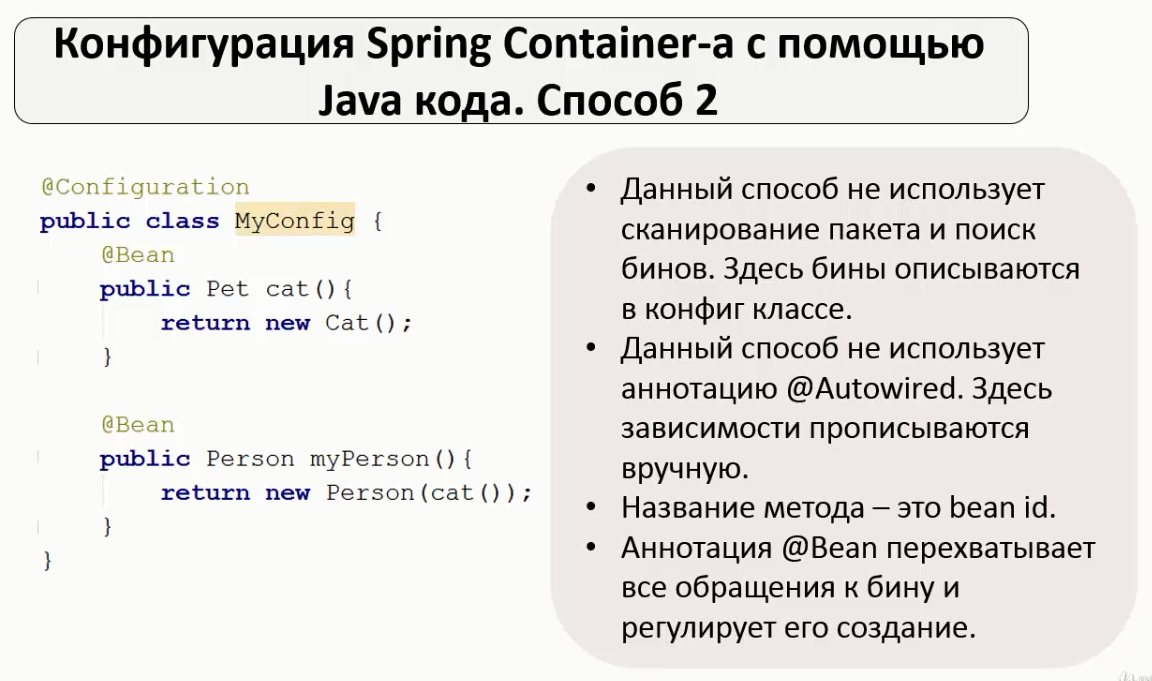 Конфигурация Spring Container-а с помощью
Java кода. Способ 2
@Configuration
public class MyConfig {
@Bean
public Pet cat(){
return new Cat();
}
@Bean
public Person myPerson(){
return new Person(cat());
}
}
• Данный способ не использует
сканирование пакета и поиск
бинов. Здесь бины описываются
в конфиг классе.
• Данный способ не использует
аннотацию @Autowired. Здесь
зависимости прописываются
вручную.
• Название метода – это bean id.
• Аннотация @Bean перехватывает
все обращения к бину и
регулирует его создание.